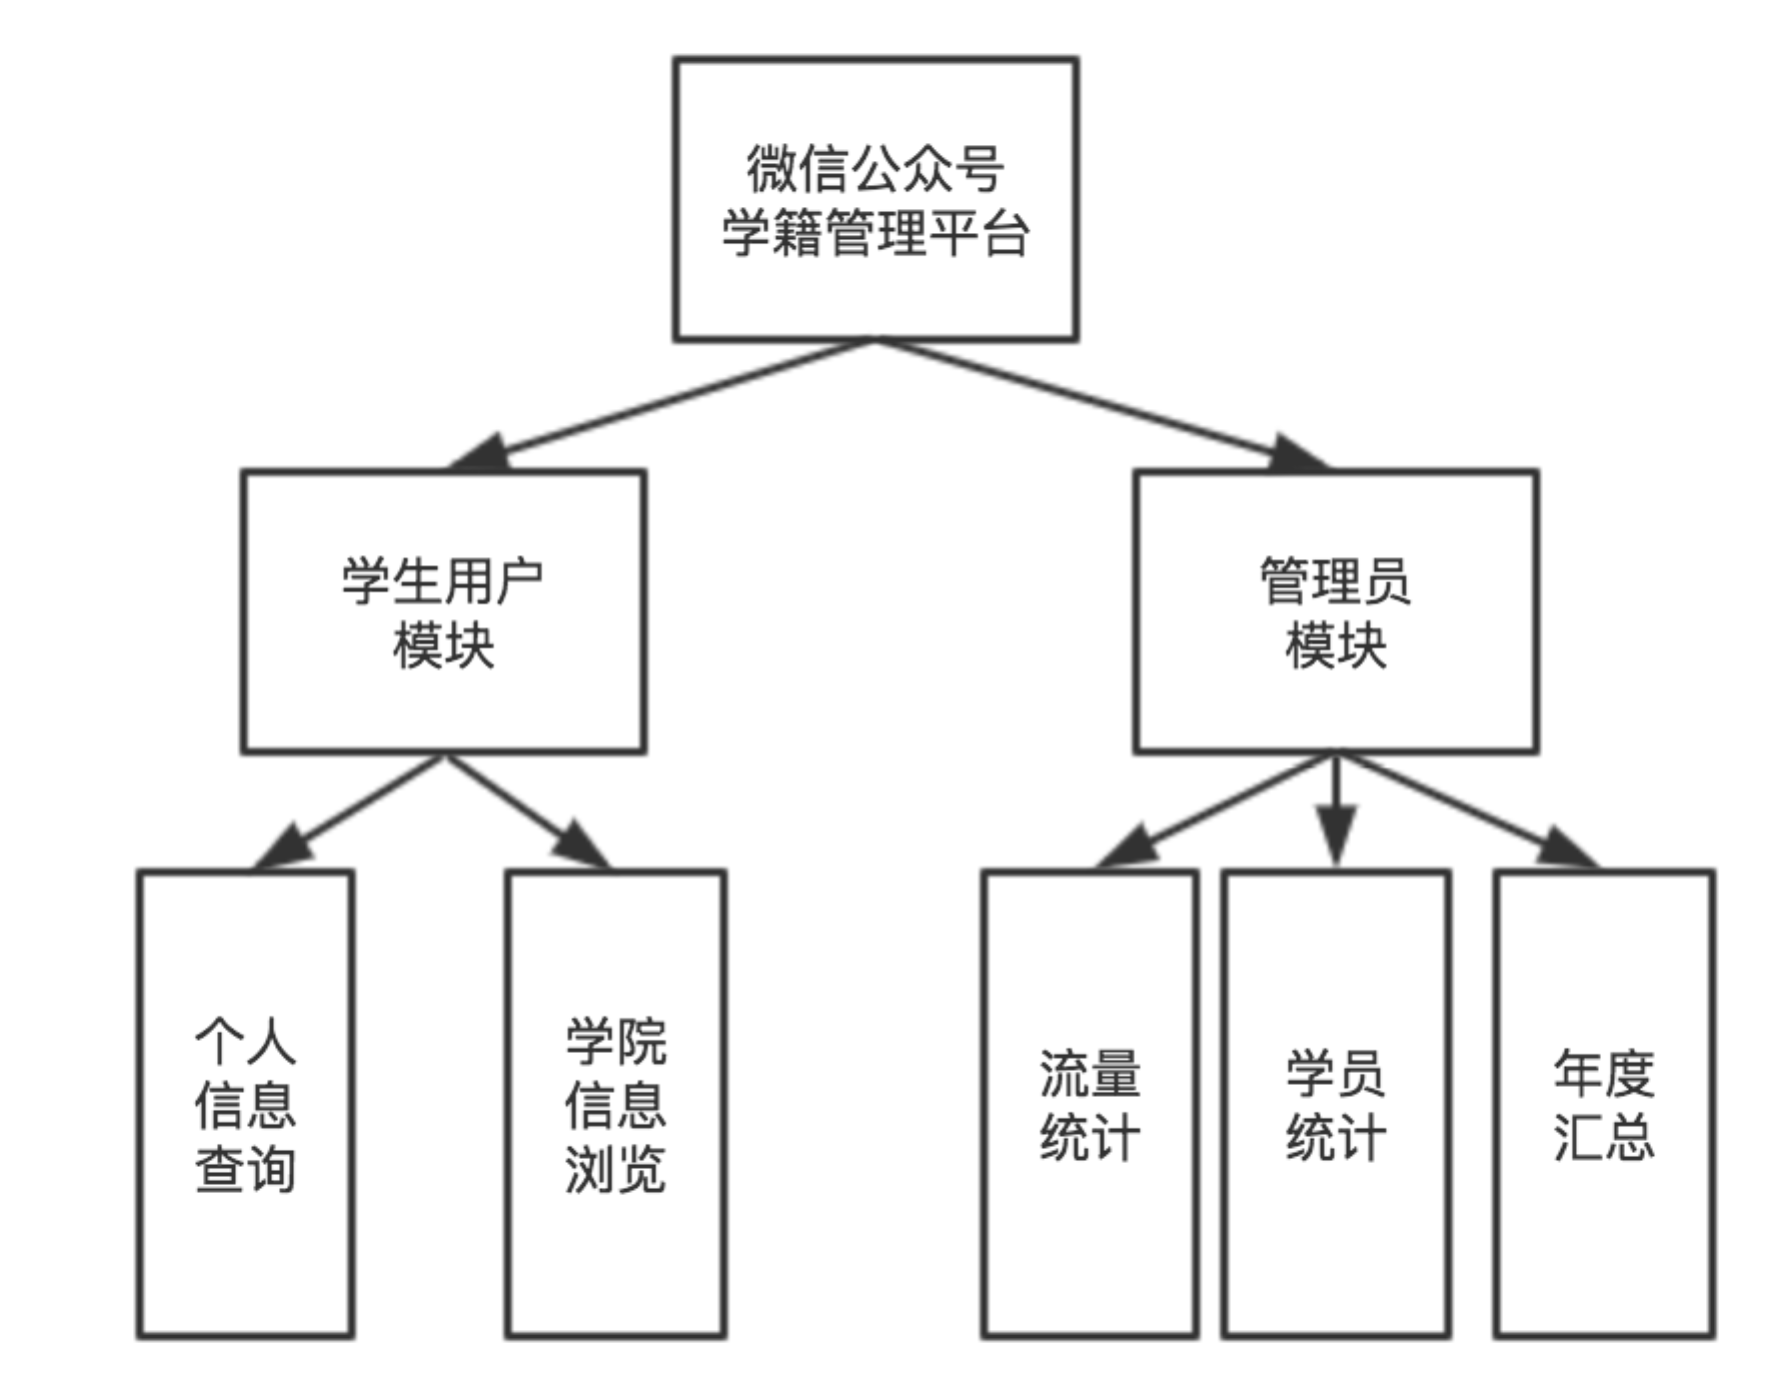 微信公众号
学籍管理平台
学生用户
模块
管理员
模块
个人
信息
查询
学院
信息
浏览
流量
统计
学员
统计
年度
汇总